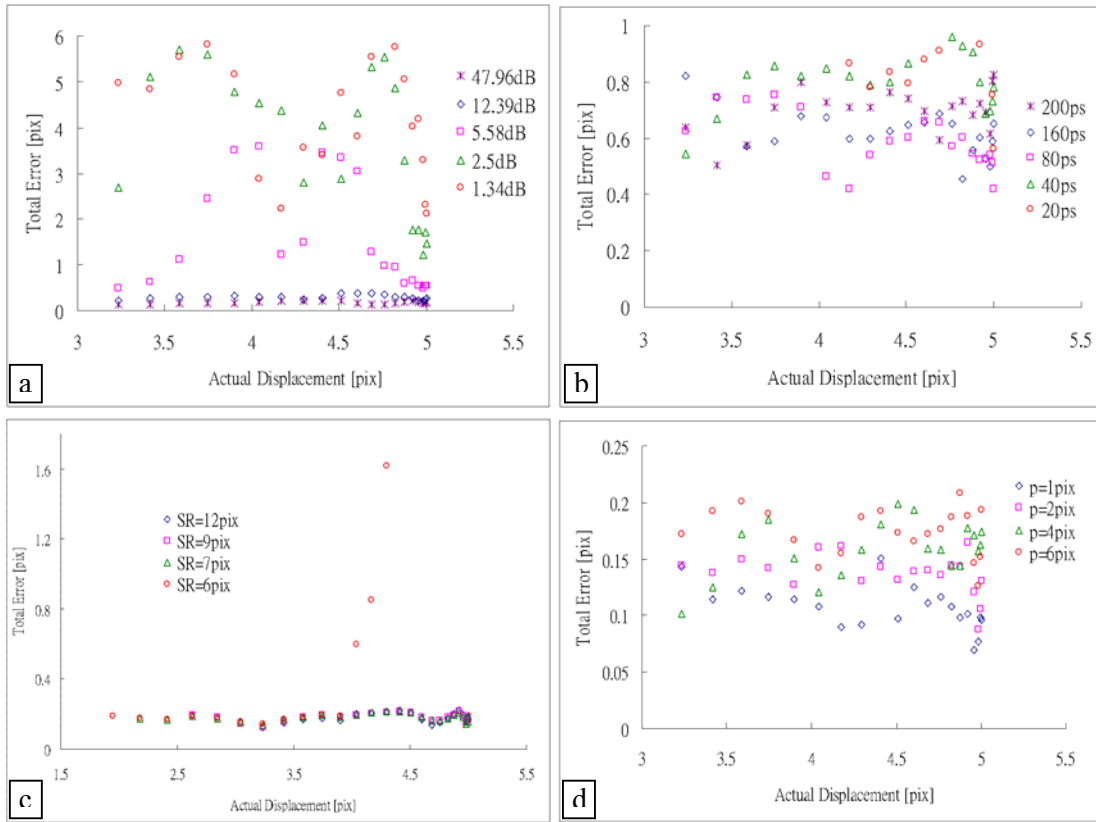 6
5
4
3
2
1
0
3
3.5
4
4.5
5
5.5
Total Error [pix]
Actual Displacement [pix]
47.96dB
12.39dB
5.58dB
2.5dB
1.34dB
a
1
0.8
0.6
0.4
0.2
0
3
3.5
4
4.5
5
5.5
Total Error [pix]
Actual Displacement [pix]
200ps
160ps
80ps
40ps
20ps
b
1.6
1.2
0.8
0.4
0
1.5
2.5
3.5
4.5
5.5
Total Error [pix]
Actual Displacement [pix]
SR=12pix
SR=9pix
SR=7pix
SR=6pix
c
0.25
0.2
0.15
0.1
0.05
0
3
3.5
4
4.5
5
5.5
Total Error [pix]
Actual Displacement [pix]
p=1pix
p=2pix
p=4pix
p=6pix
d